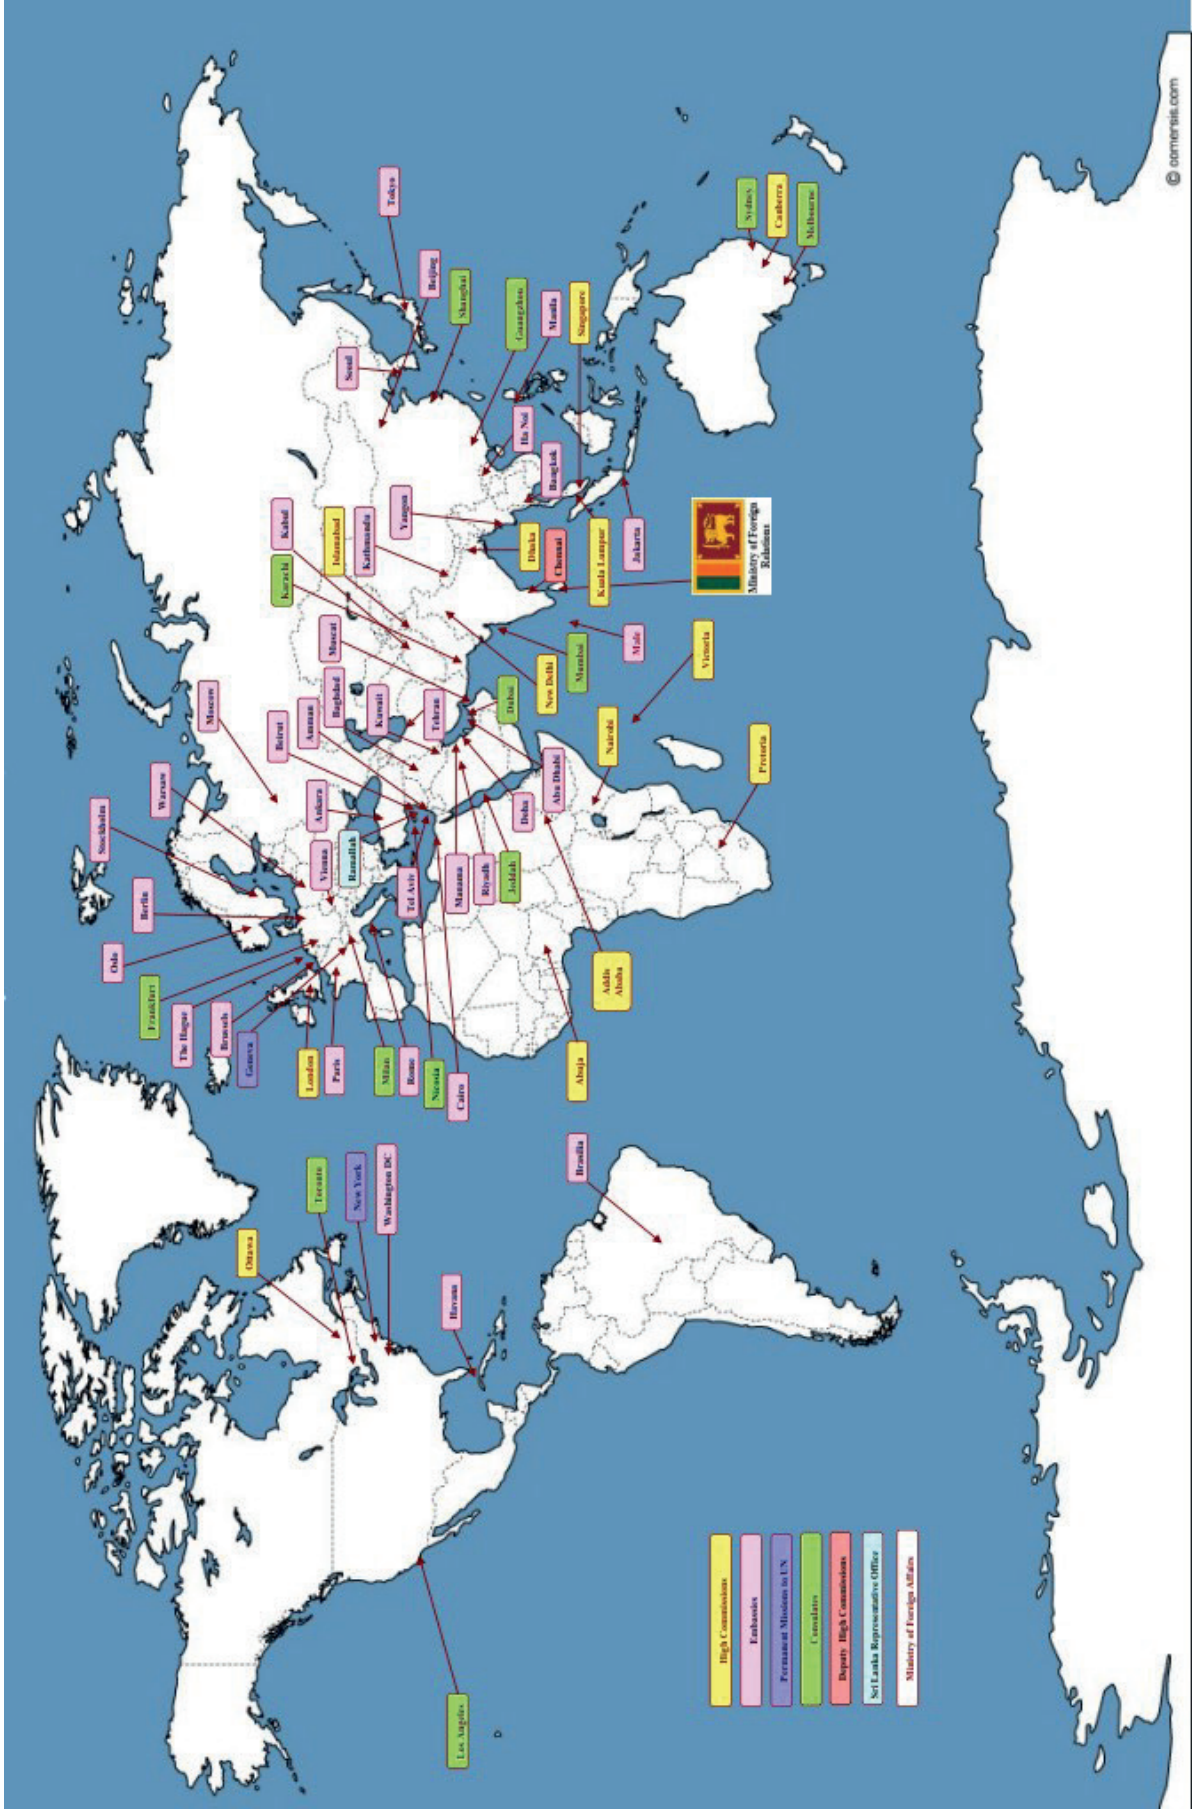 Ottawa
Toronto
New York
Washington DC
Havana
Los Angeles
Brasilia
Stockholm
Warsaw
Berlin
Oslo
Frankfurt
The Hague
Brussels
Geneva
London
Paris
Milan
Rome
Nicosia
Cairo
Moscow
Beirut
Amman
Baghdad
Kuwait
Tehran
Muscat
Ankara
Vienna
Ramallah
Tel Aviv
Manama
Riyadh
Jeddah
Doha
Abu Dhabi
Dubai
Karachi
Kabul
Islamabad
Kathmandu
Yangon
Seoul
Tokyo
Beijing
Shanghai
Guangzhou
Manila
Singapore
Ha Noi
Bangkok
Dhaka
Chennai
Kuala Lumpur
Jakarta
New Delhi
Mumbai
Male
Victoria
Nairobi
Pretoria
Addis
Ababa
Abuja
Sydney
Canberra
Melbourne
Ministry of Foreign
Relations
High Commissions
Embassies
Permanent Missions to UN
Consulates
Deputy High Commissions
Sri Lanka Representative Office
Ministry of Foreign Affairs
© comersis.com